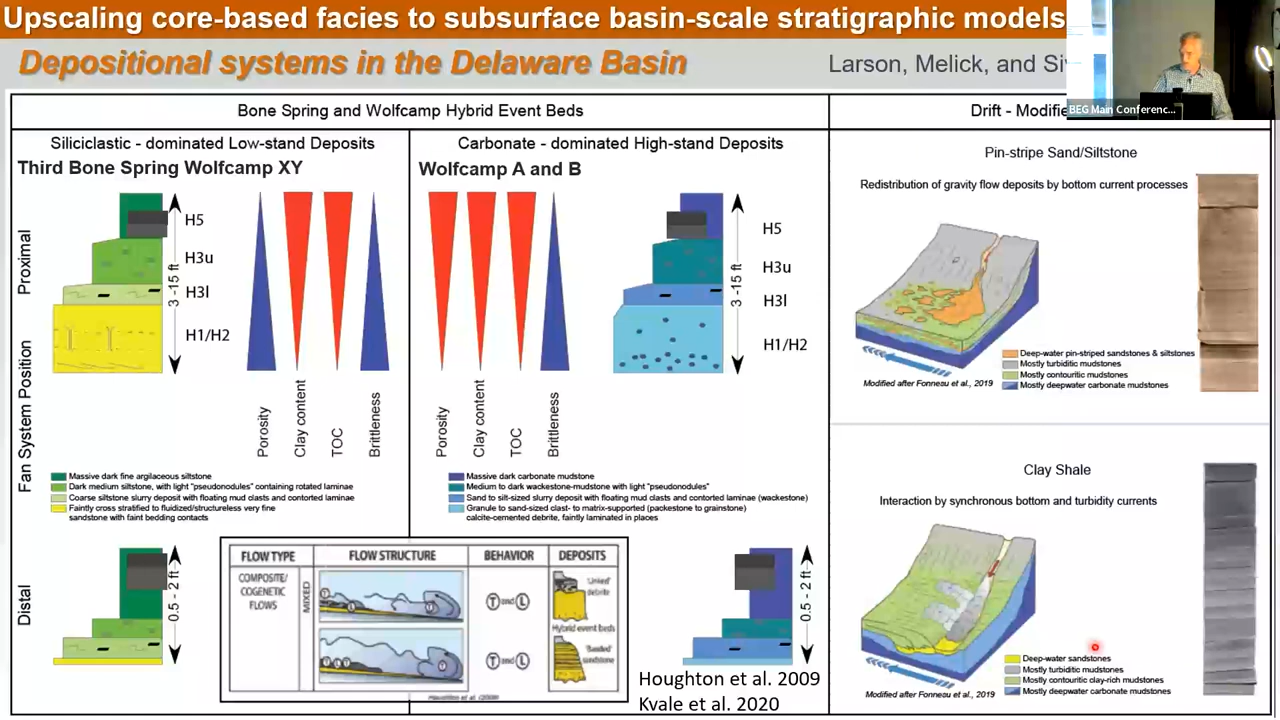 Upscaling core-based facies to subsurface basin-scale stratigraphic models
Depositional systems in the Delaware Basin
Larson, Melick, and
BEG Main Conferenc...
Bone Spring and Wolfcamp Hybrid Event Beds
Siliciclastic - dominated Low-stand Deposits
Third Bone Spring Wolfcamp XY
Fan System Position
Proximal
H5
H3u
H3l
H1/H2
3 -15 ft
Porosity
Clay content
TOC
Brittleness
Massive dark fine argilaceous siltstone
Dark medium siltstone, with light "pseudonodules" containing rotated laminae
Coarse siltstone slurry deposit with floating mud clasts and contorted laminae
Faintly cross stratified to fluidized/structureless very fine
sandstone with faint bedding contacts
Distal
0.5 - 2 ft
Carbonate - dominated High-stand Deposits
Wolfcamp A and B
Porosity
Clay content
TOC
Brittleness
3 -15 ft
H5
H3u
H3l
H1/H2
Massive dark carbonate mudstone
Medium to dark wackestone-mudstone with light "pseudonodules"
Sand to silt-sized slurry deposit with floating mud clasts and contorted laminae (wackestone)
Granule to sand-sized clast- to matrix-supported (packestone to grainstone)
calcite-cemented debrite, faintly laminated in places
0.5 - 2 ft
FLOW TYPE
FLOW STRUCTURE
BEHAVIOR
DEPOSITS
COMPOSITE/
COGENETIC
FLOWS
MIXED
T and L
'Linked'
debrite
Hybrid event beds
T and L
'Banded'
sandstone
Houghton et al. 2009
Kvale et al. 2020
Pin-stripe Sand/Siltstone
Redistribution of gravity flow deposits by bottom current processes
Deep-water pin-striped sandstones & siltstones
Mostly turbiditic mudstones
Mostly contouritic mudstones
Mostly deepwater carbonate mudstones
Modified after Fonneau et al., 2019
Clay Shale
Interaction by synchronous bottom and turbidity currents
Deep-water sandstones
Mostly turbiditic mudstones
Mostly contouritic clay-rich mudstones
Mostly deepwater carbonate mudstones
Modified after Fonneau et al., 2019